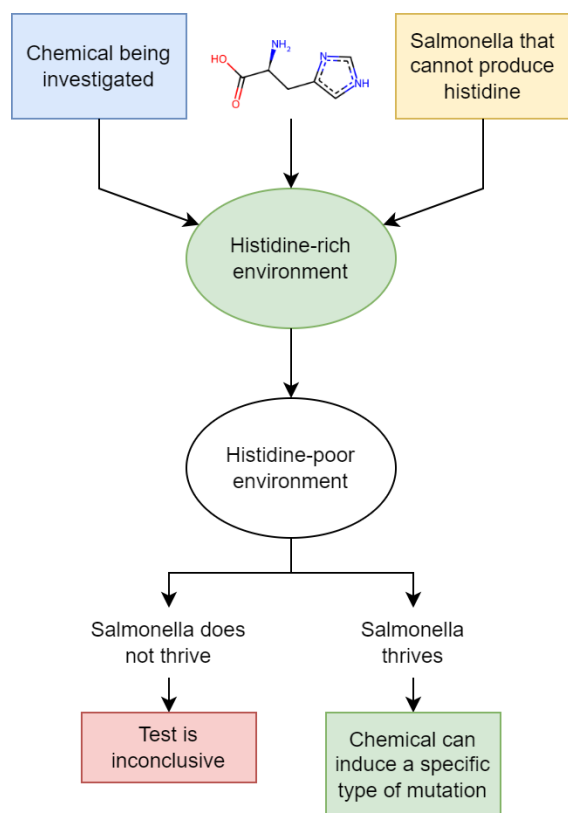 Chemical being
investigated
HO
NH₂
O
N
NH
Salmonella that
cannot produce
histidine
Histidine-rich
environment
Histidine-poor
environment
Salmonella does
not thrive
Salmonella
thrives
Test is
inconclusive
Chemical can
induce a specific
type of mutation